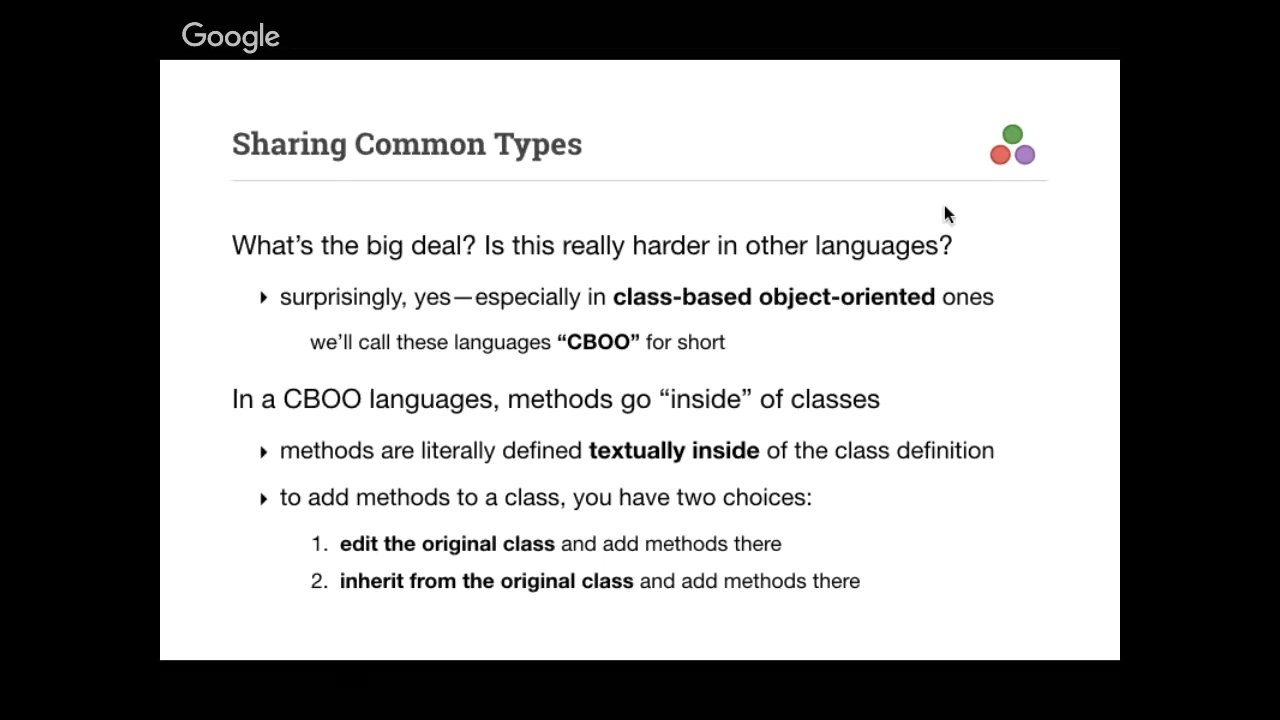 Google
Sharing Common Types
What’s the big deal? Is this really harder in other languages?
‣ surprisingly, yes—especially in class-based object-oriented ones
we’ll call these languages “CBOO” for short
In a CBOO languages, methods go “inside” of classes
‣ methods are literally defined textually inside of the class definition
‣ to add methods to a class, you have two choices:
1. edit the original class and add methods there
2. inherit from the original class and add methods there